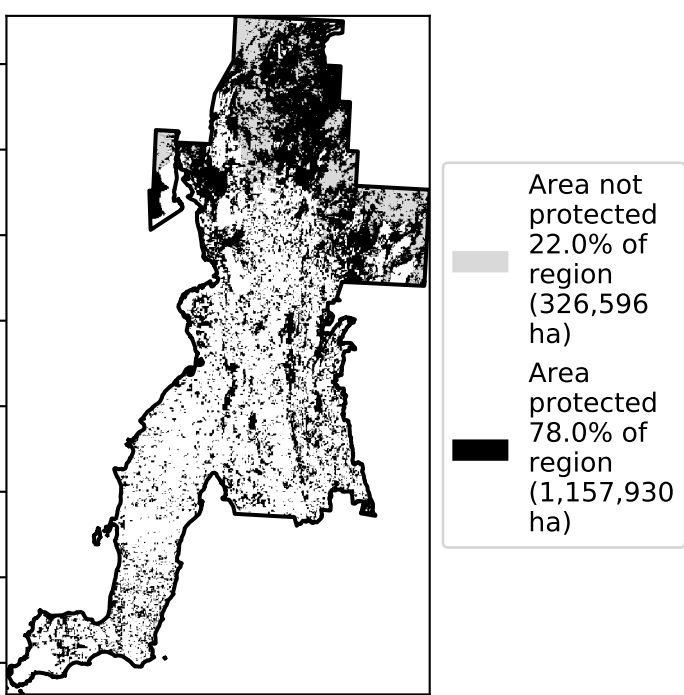 Area not
protected
22.0% of
region
(326,596
ha)
Area
protected
78.0% of
region
(1,157,930
ha)